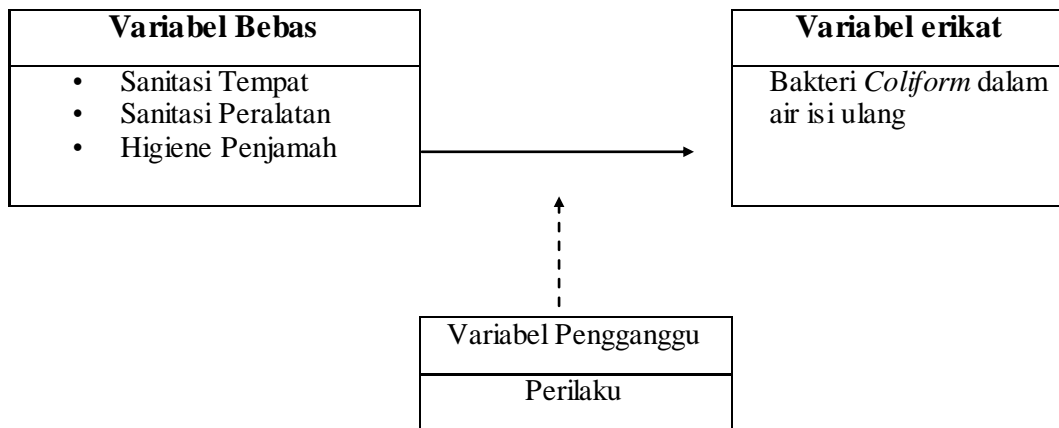 Variabel Bebas
• Sanitasi Tempat
• Sanitasi Peralatan
• Higiene Penjamah
Variabel erikat
Bakteri Coliform dalam
air isi ulang
Variabel Pengganggu
Perilaku